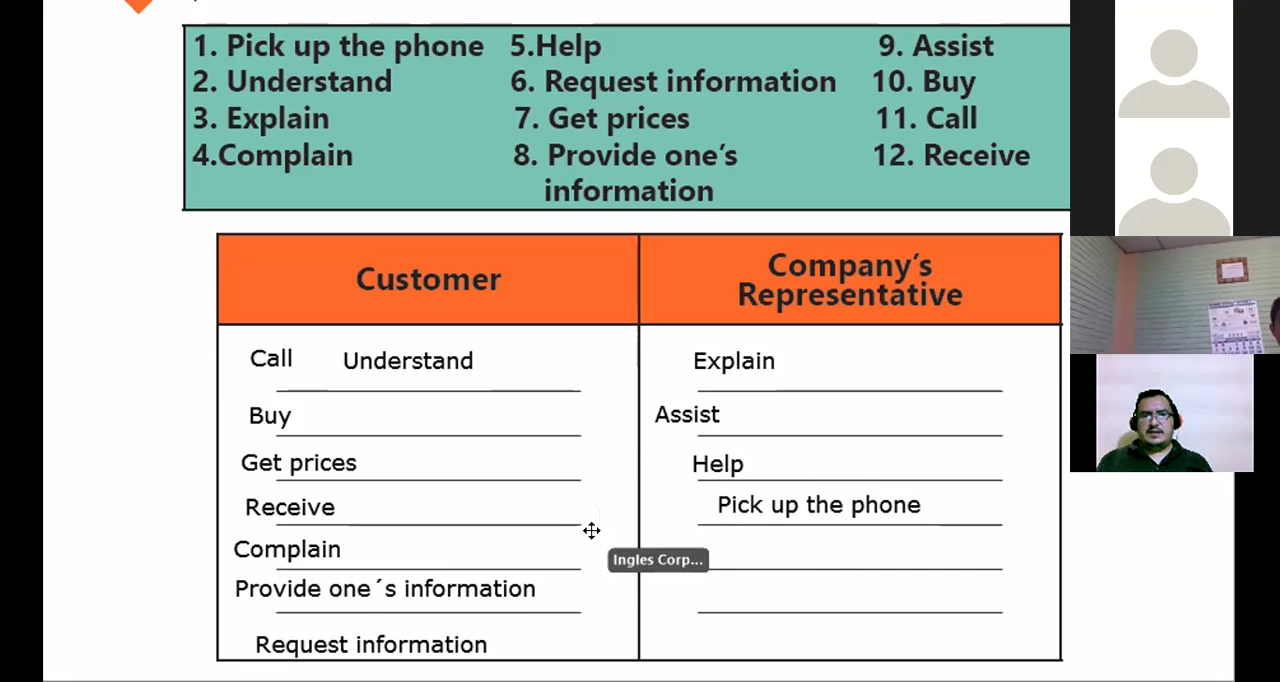 1. Pick up the phone
2. Understand
3. Explain
4.Complain
5.Help
6. Request information
7. Get prices
8. Provide one's
information
9. Assist
10. Buy
11. Call
12. Receive
Customer
Company's
Representative
Call Understand
Buy
Get prices
Receive
Complain
Provide one´s information
Request information
Explain
Assist
Help
Pick up the phone
Ingles Corp...